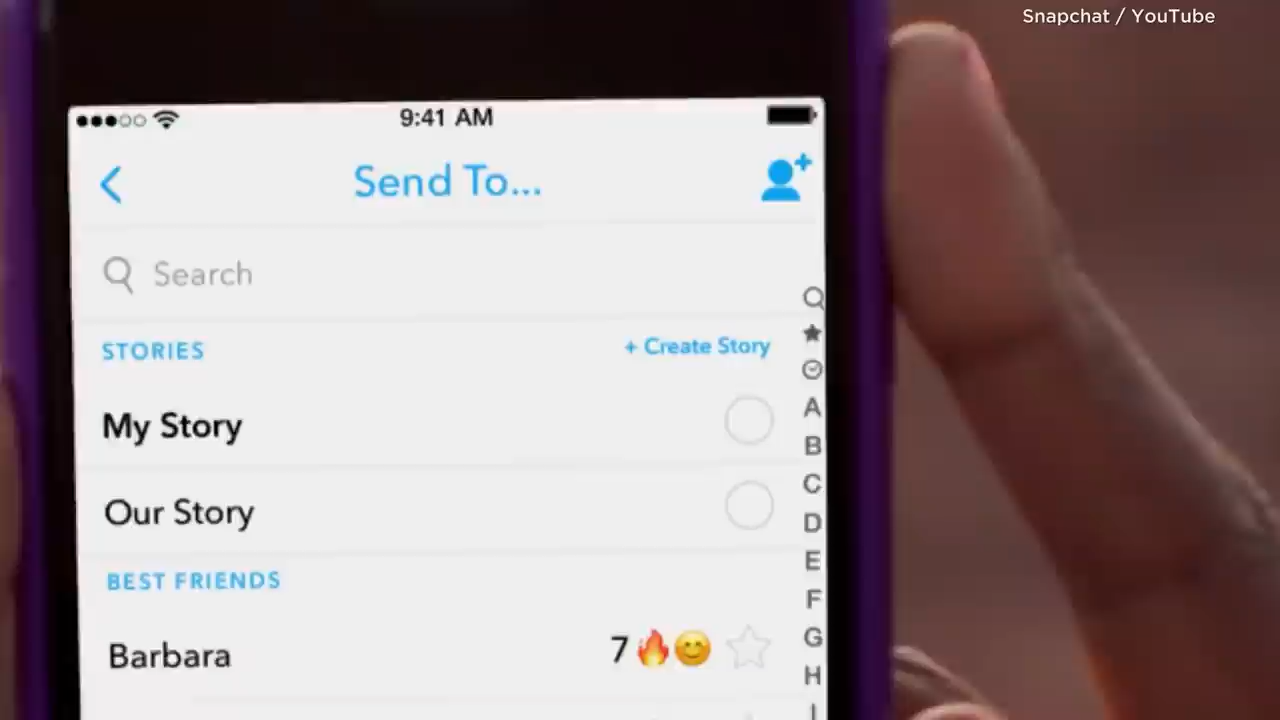 Snapchat / YouTube
9:41 AM
Send To...
Search
STORIES
+ Create Story
My Story
Our Story
BEST FRIENDS
Barbara
7🔥😊
A
B
C
D
E
F
G
H
I